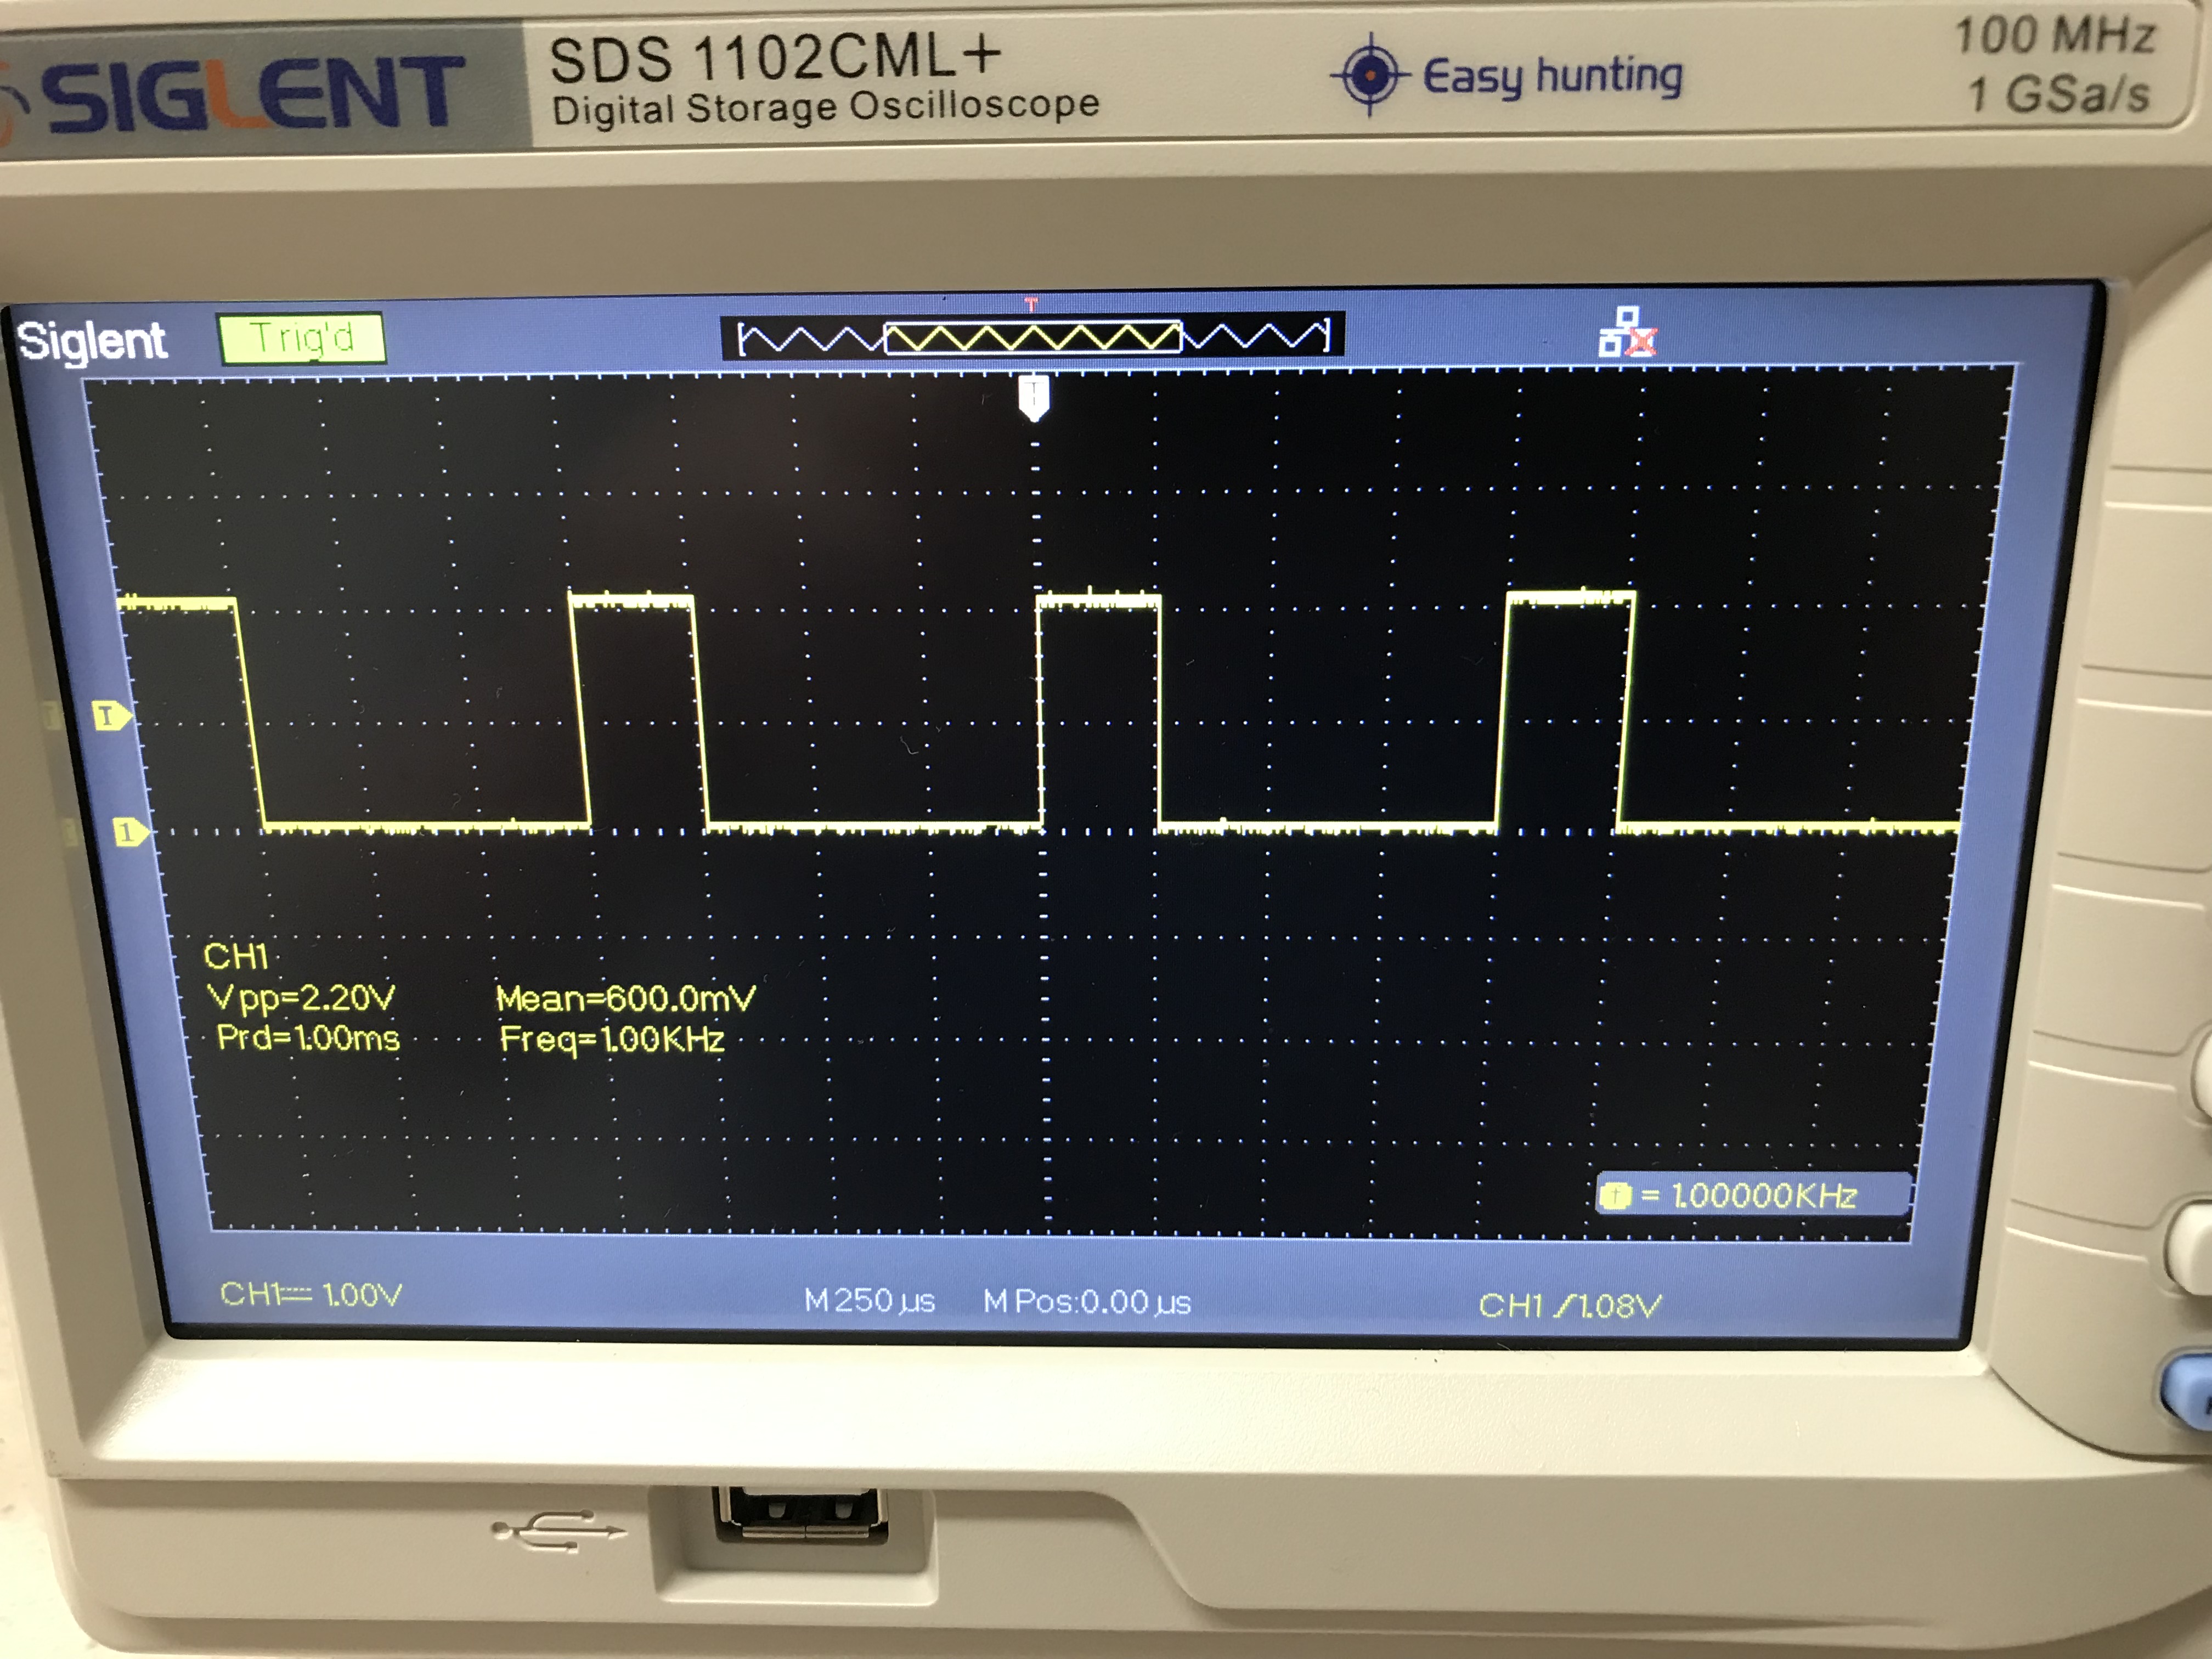 SIGLENT
SDS 1102CML+
Digital Storage Oscilloscope
Easy hunting
100 MHz
1 GSa/s
Siglent
Trig'd
T
T
T
1
CH1
Vpp=2.20V Mean=600.0mV
Prd=1.00ms Freq=1.00KHz
= 1.00000KHz
CH1 1.00V
M 250 µs M Pos:0.00 µs
CH1 /1.08V